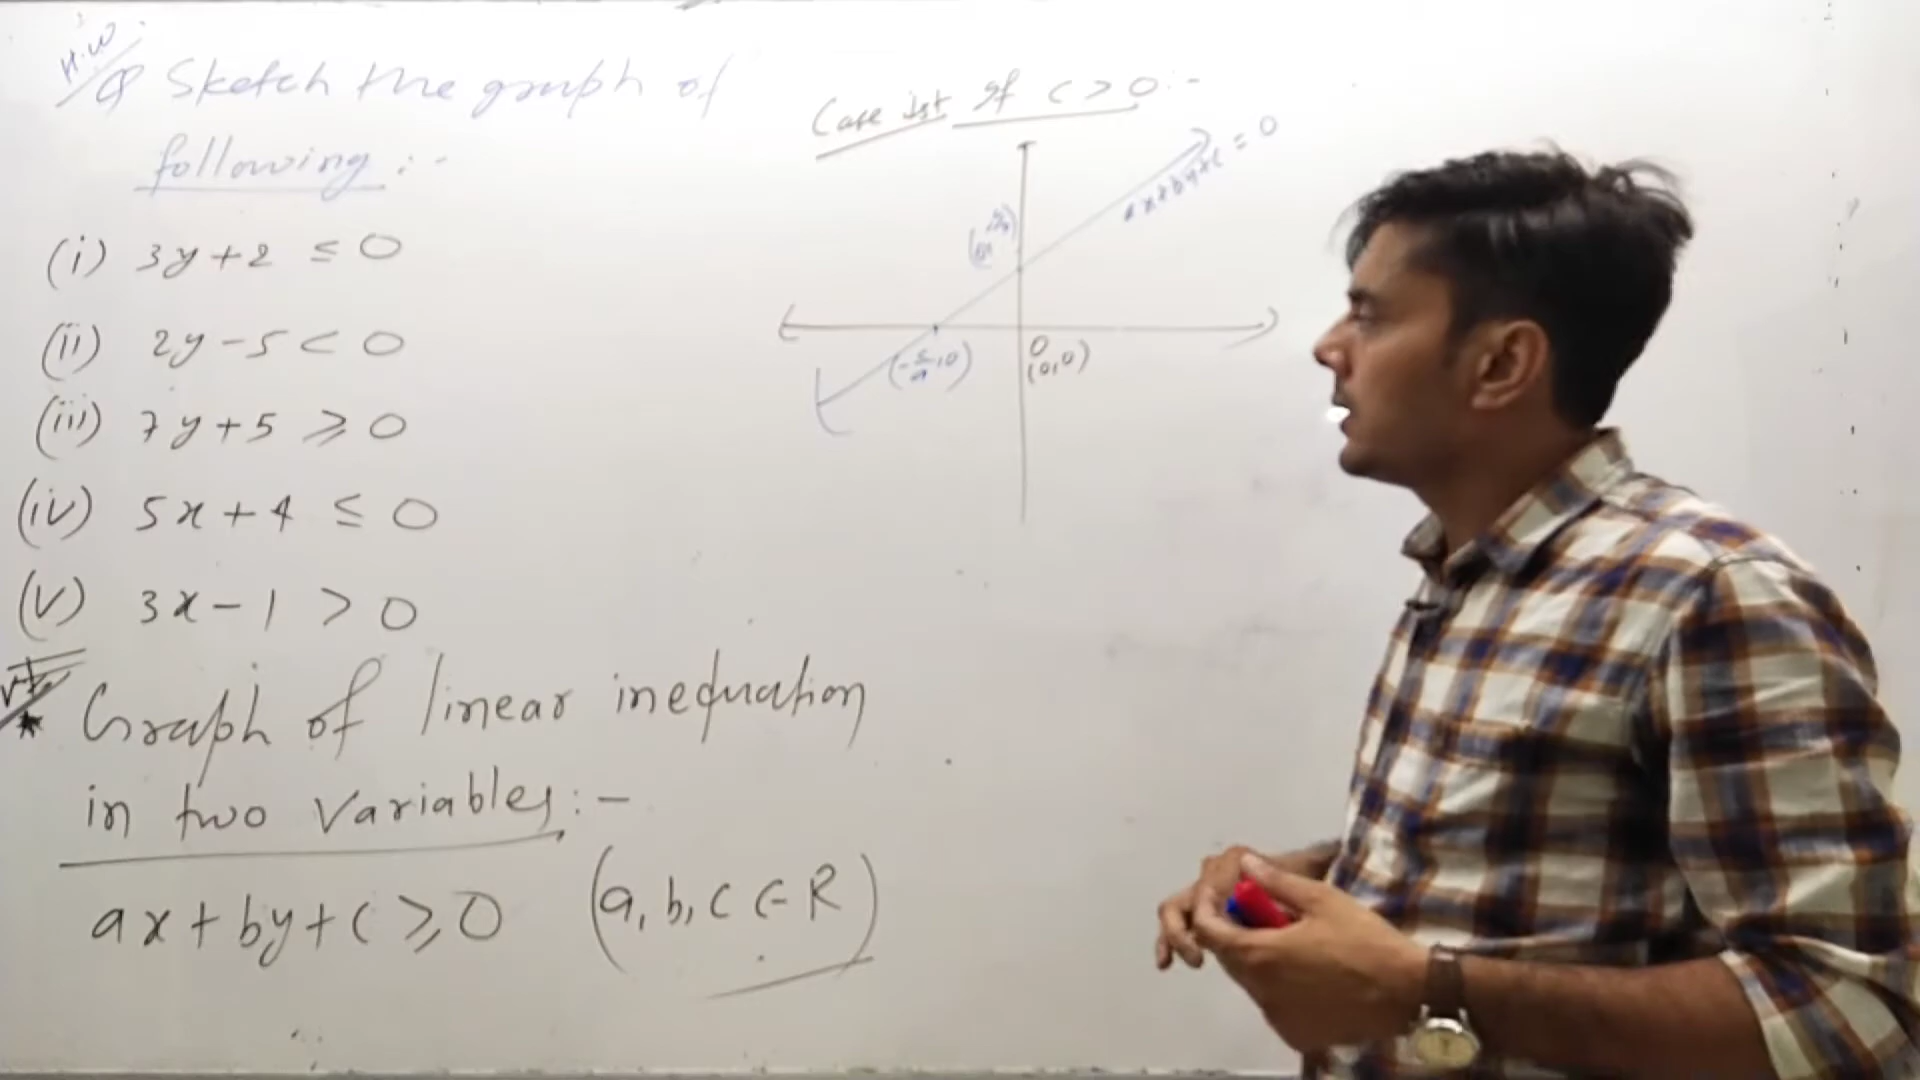 H.W
Q Sketch the graph of
following :-
(i) 3y+2 ≤ 0
(ii) 2y-5 < 0
(iii) 7y+5 ⩾ 0
(iv) 5x+4 ≤ 0
(v) 3x-1 > 0
* Graph of linear inequation
in two variables :-
ax+by+c ⩾ 0 (a, b, c ∈ R)
Case Ist If c > 0 :-
ax+by+c = 0
(-c/a, 0)
0
(0,0)